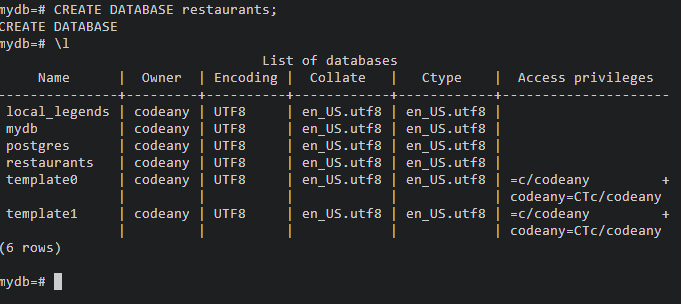 mydb=# CREATE DATABASE restaurants;
CREATE DATABASE
mydb=# \l
                                  List of databases
      Name      |  Owner  | Encoding |  Collate   |   Ctype    |  Access privileges
----------------+---------+----------+------------+------------+---------------------
 local_legends  | codeany | UTF8     | en_US.utf8 | en_US.utf8 |
 mydb           | codeany | UTF8     | en_US.utf8 | en_US.utf8 |
 postgres       | codeany | UTF8     | en_US.utf8 | en_US.utf8 |
 restaurants    | codeany | UTF8     | en_US.utf8 | en_US.utf8 |
 template0      | codeany | UTF8     | en_US.utf8 | en_US.utf8 | =c/codeany         +
                |         |          |            |            | codeany=CTc/codeany
 template1      | codeany | UTF8     | en_US.utf8 | en_US.utf8 | =c/codeany         +
                |         |          |            |            | codeany=CTc/codeany
(6 rows)
mydb=#